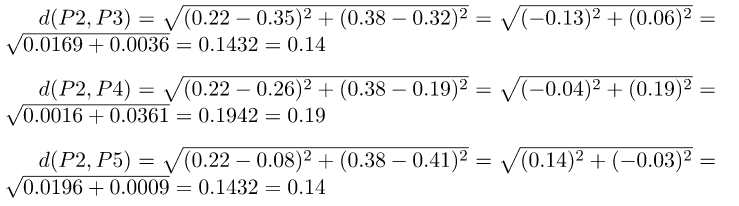 d(P2, P3) = √(0.22 − 0.35)² + (0.38 − 0.32)² = √(−0.13)² + (0.06)² =
√0.0169 + 0.0036 = 0.1432 = 0.14
d(P2, P4) = √(0.22 − 0.26)² + (0.38 − 0.19)² = √(−0.04)² + (0.19)² =
√0.0016 + 0.0361 = 0.1942 = 0.19
d(P2, P5) = √(0.22 − 0.08)² + (0.38 − 0.41)² = √(0.14)² + (−0.03)² =
√0.0196 + 0.0009 = 0.1432 = 0.14